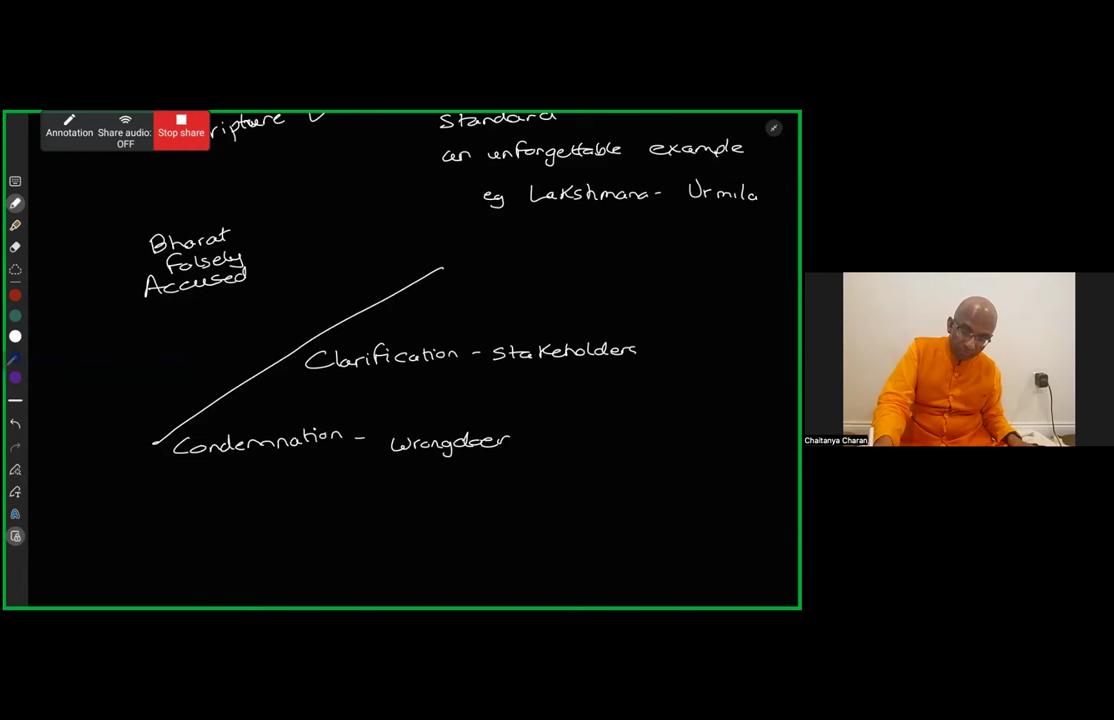 Annotation
Share audio: OFF
Stop share
ripture ✓
Standard
an unforgettable example
eg Lakshmana - Urmila
Bharat
Falsely
Accused
Clarification - Stakeholders
Condemnation - wrongdoer
Chaitanya Charan